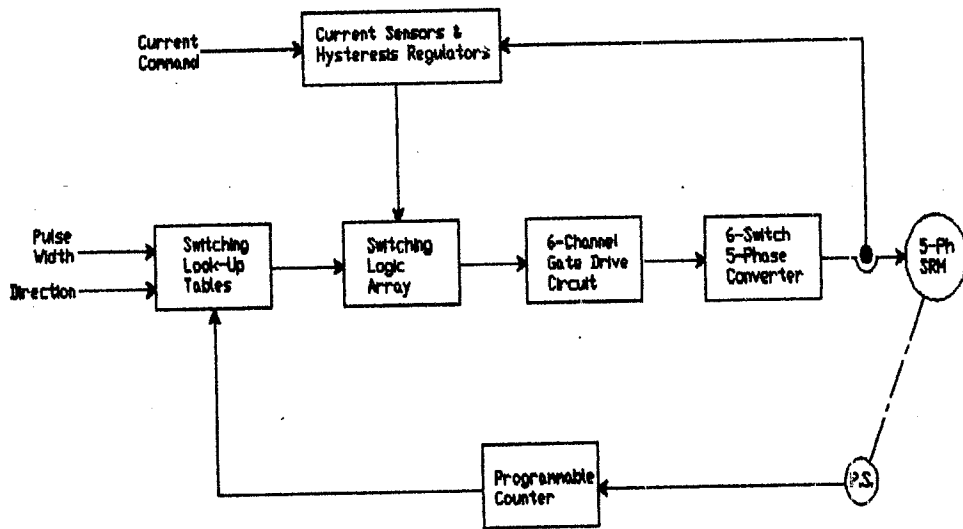 Current
Command
Current Sensors &
Hysteresis Regulators
Pulse
Width
Direction
Switching
Look-Up
Tables
Switching
Logic
Array
6-Channel
Gate Drive
Circuit
6-Switch
5-Phase
Converter
5-Ph
SRM
Programmable
Counter
P.S.